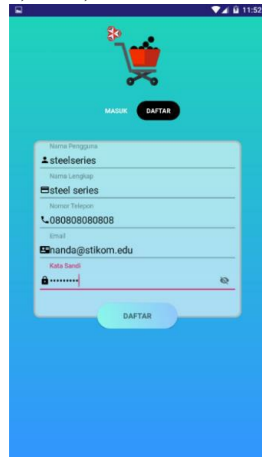 11:52
MASUK DAFTAR
Nama Pengguna
steelseries
Nama Lengkap
steel series
Nomor Telepon
080808080808
Email
nanda@stikom.edu
Kata Sandi
•••••••••
DAFTAR